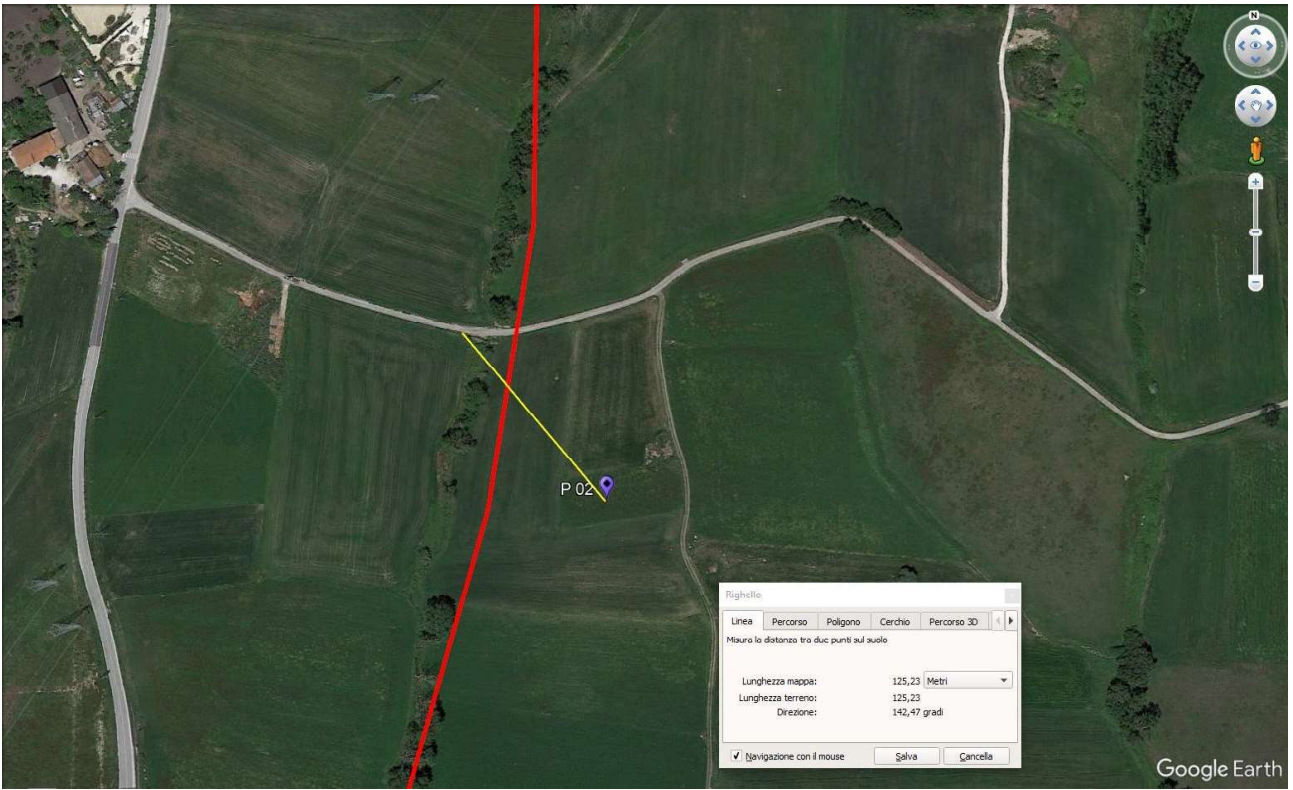 N
P 02
Righello
Linea Percorso Poligono Cerchio Percorso 3D
Misura la distanza tra due punti sul suolo
Lunghezza mappa: 125,23 Metri
Lunghezza terreno: 125,23
Direzione: 142,47 gradi
Navigazione con il mouse Salva Cancella
Google Earth